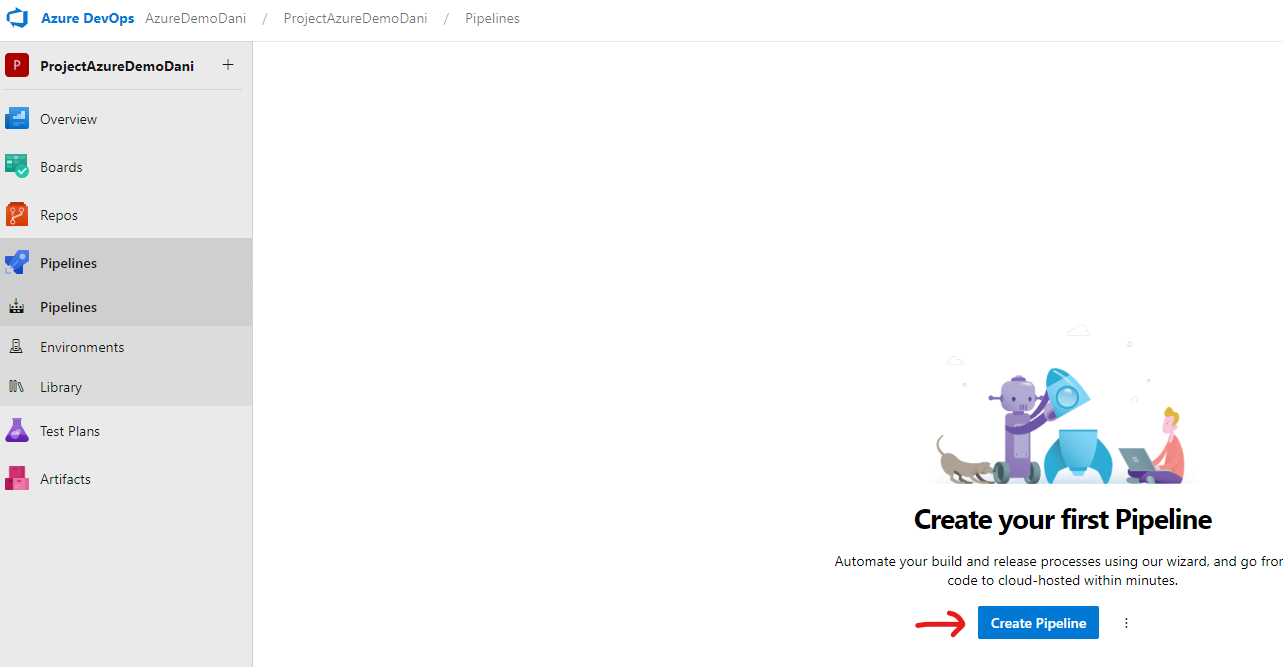 Azure DevOps AzureDemoDani / ProjectAzureDemoDani / Pipelines
P ProjectAzureDemoDani +
Overview
Boards
Repos
Pipelines
Pipelines
Environments
Library
Test Plans
Artifacts
Create your first Pipeline
Automate your build and release processes using our wizard, and go fro
code to cloud-hosted within minutes.
Create Pipeline